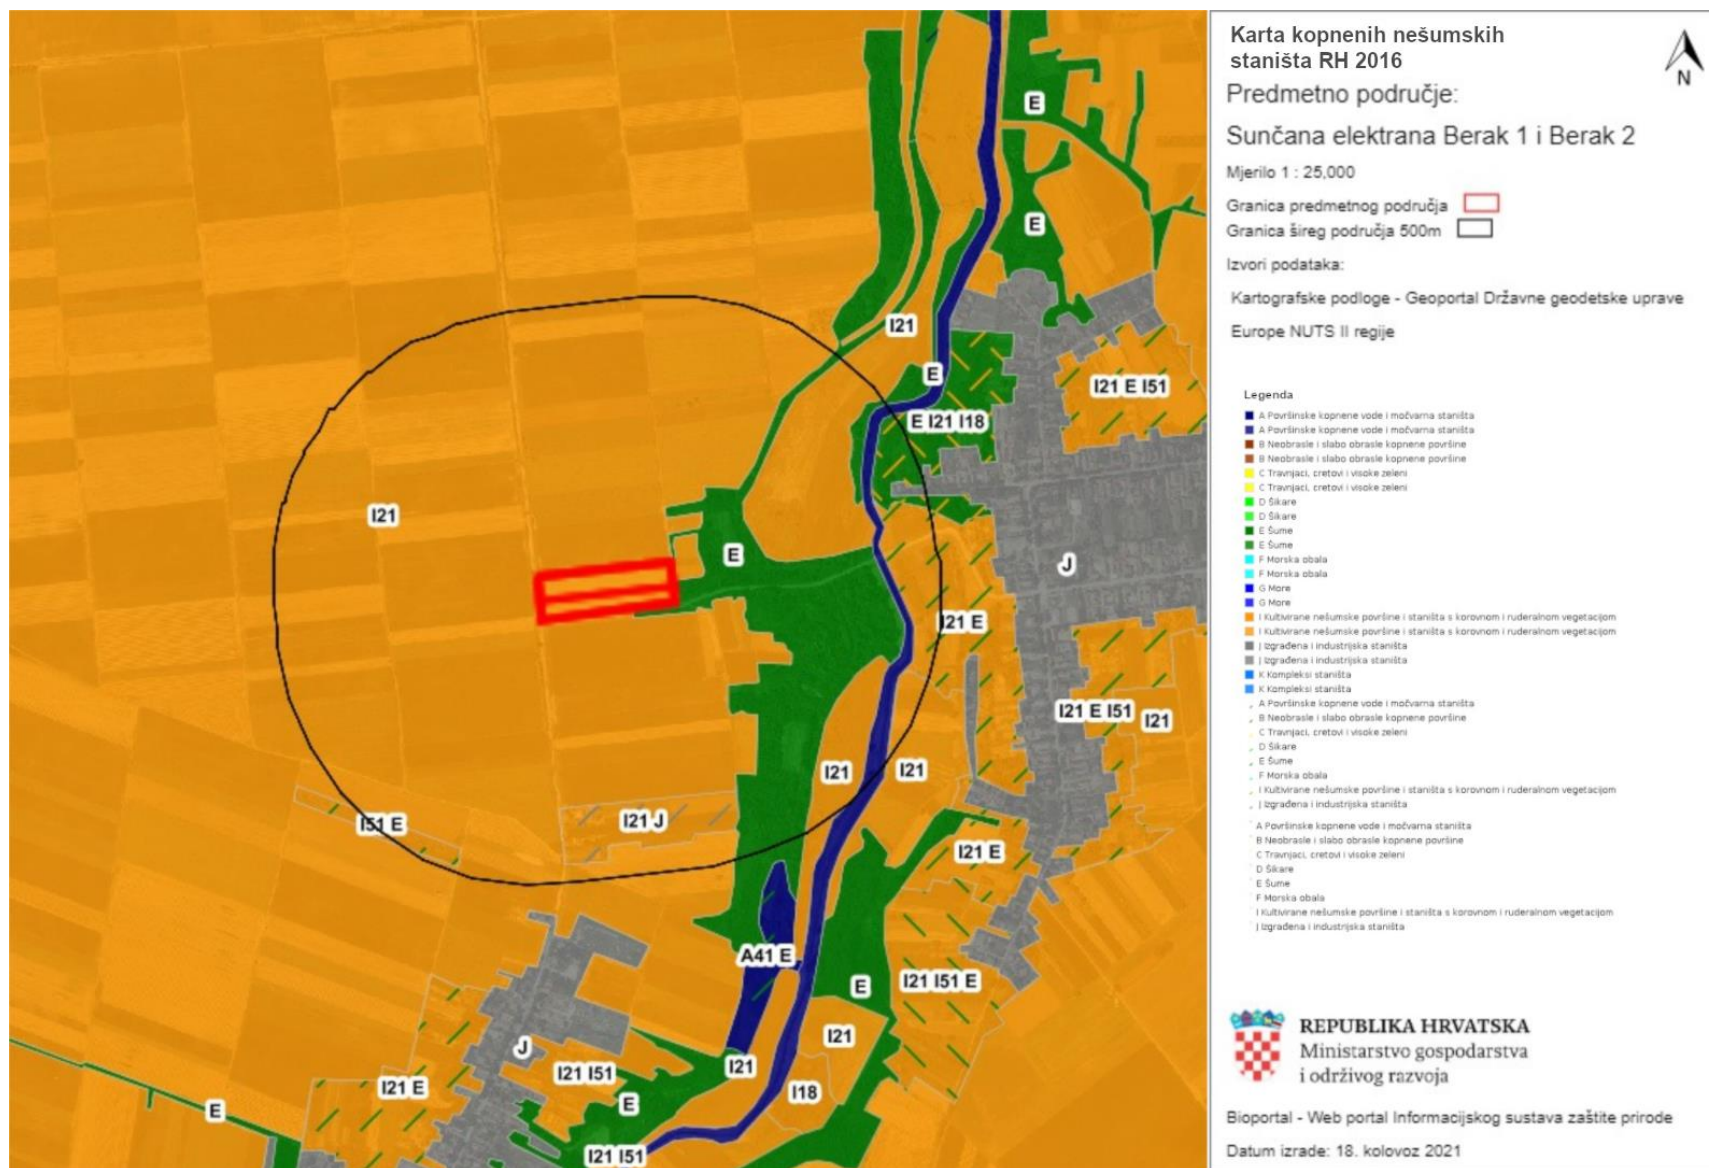 Karta kopnenih nešumskih
staništa RH 2016
N
Predmetno područje:
Sunčana elektrana Berak 1 i Berak 2
Mjerilo 1 : 25,000
Granica predmetnog područja
Granica šireg područja 500m
Izvori podataka:
Kartografske podloge - Geoportal Državne geodetske uprave
Europe NUTS II regije
Legenda
A Površinske kopnene vode i močvarna staništa
A Površinske kopnene vode i močvarna staništa
B Neobrasle i slabo obrasle kopnene površine
B Neobrasle i slabo obrasle kopnene površine
C Travnjaci, cretovi i visoke zeleni
C Travnjaci, cretovi i visoke zeleni
D Šikare
D Šikare
E Šume
E Šume
F Morska obala
F Morska obala
G More
G More
I Kultivirane nešumske površine i staništa s korovnom i ruderalnom vegetacijom
I Kultivirane nešumske površine i staništa s korovnom i ruderalnom vegetacijom
J Izgrađena i industrijska staništa
J Izgrađena i industrijska staništa
K Kompleksi staništa
K Kompleksi staništa
A Površinske kopnene vode i močvarna staništa
B Neobrasle i slabo obrasle kopnene površine
C Travnjaci, cretovi i visoke zeleni
D Šikare
E Šume
F Morska obala
I Kultivirane nešumske površine i staništa s korovnom i ruderalnom vegetacijom
J Izgrađena i industrijska staništa
A Površinske kopnene vode i močvarna staništa
B Neobrasle i slabo obrasle kopnene površine
C Travnjaci, cretovi i visoke zeleni
D Šikare
E Šume
F Morska obala
I Kultivirane nešumske površine i staništa s korovnom i ruderalnom vegetacijom
J Izgrađena i industrijska staništa
REPUBLIKA HRVATSKA
Ministarstvo gospodarstva
i održivog razvoja
Bioportal - Web portal Informacijskog sustava zaštite prirode
Datum izrade: 18. kolovoz 2021
E
E
I21
E
I21 E I51
E I21 I18
I21
E
J
I21 E
I21 E I51
I21
I21
I21
I51 E
I21 J
I21 E
A41 E
E
I21 I51 E
I21
J
I21 I51
I21
I21 E
I18
E
E
I21 I51